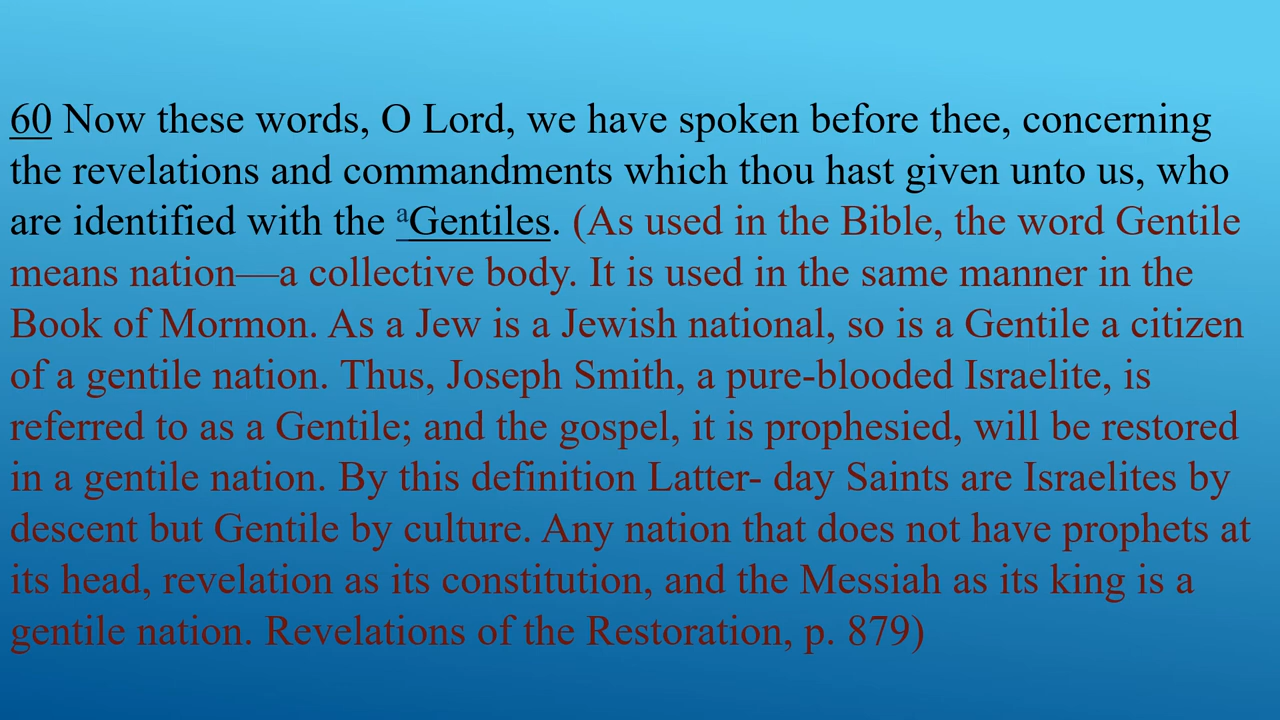 60 Now these words, O Lord, we have spoken before thee, concerning
the revelations and commandments which thou hast given unto us, who
are identified with the aGentiles. (As used in the Bible, the word Gentile
means nation—a collective body. It is used in the same manner in the
Book of Mormon. As a Jew is a Jewish national, so is a Gentile a citizen
of a gentile nation. Thus, Joseph Smith, a pure-blooded Israelite, is
referred to as a Gentile; and the gospel, it is prophesied, will be restored
in a gentile nation. By this definition Latter- day Saints are Israelites by
descent but Gentile by culture. Any nation that does not have prophets at
its head, revelation as its constitution, and the Messiah as its king is a
gentile nation. Revelations of the Restoration, p. 879)